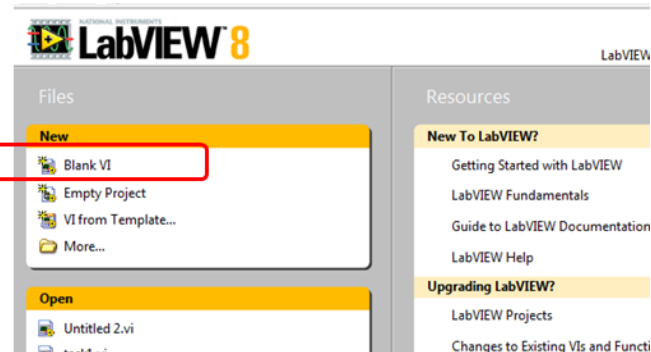 NATIONAL INSTRUMENTS
LabVIEW 8
LabVIEW
Files
New
Blank VI
Empty Project
VI from Template...
More...
Open
Untitled 2.vi
Resources
New To LabVIEW?
Getting Started with LabVIEW
LabVIEW Fundamentals
Guide to LabVIEW Documentation
LabVIEW Help
Upgrading LabVIEW?
LabVIEW Projects
Changes to Existing VIs and Functi